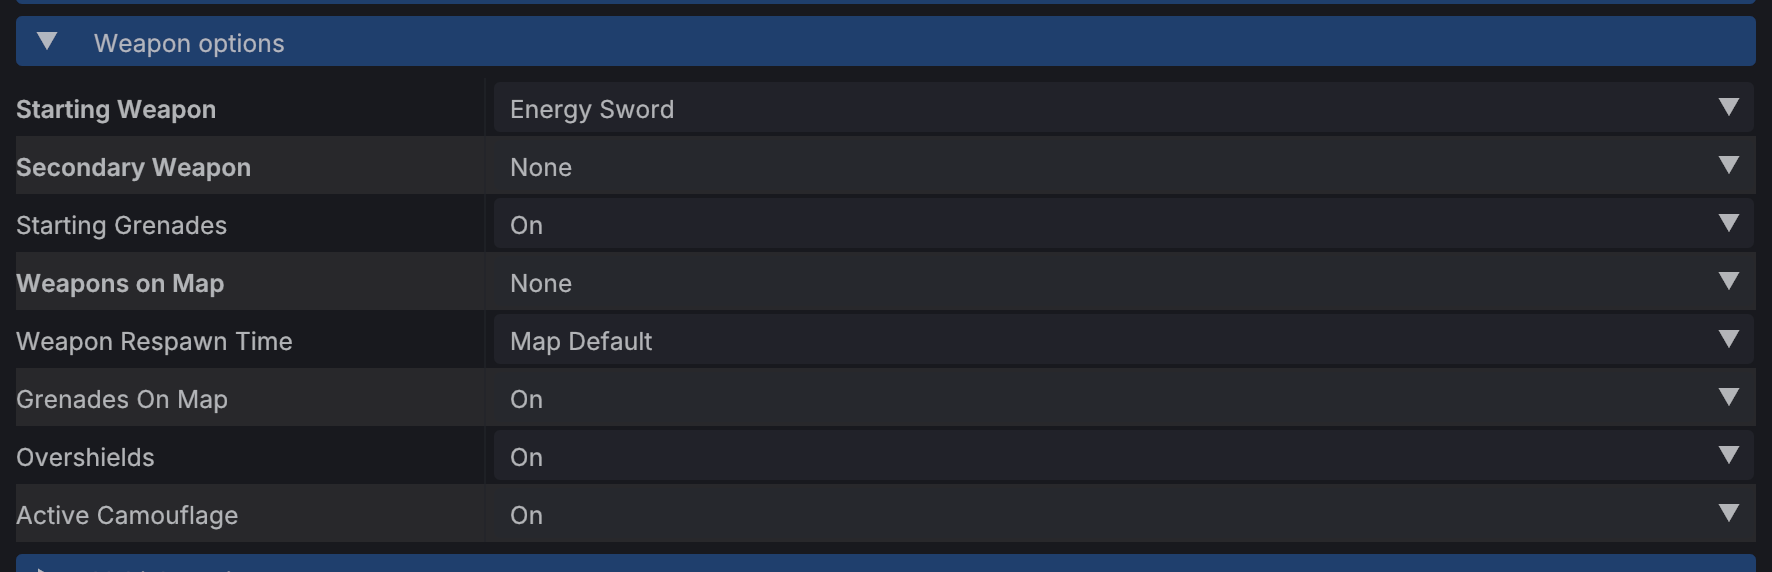 Weapon options
Starting Weapon Energy Sword
Secondary Weapon None
Starting Grenades On
Weapons on Map None
Weapon Respawn Time Map Default
Grenades On Map On
Overshields On
Active Camouflage On